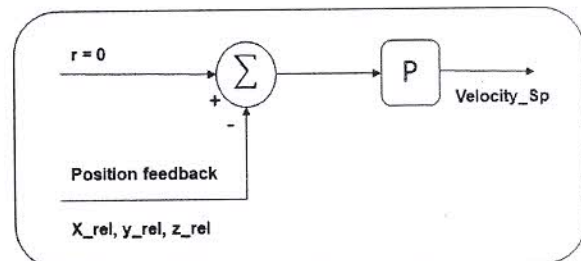 r = 0
Σ
P
+
-
Velocity_Sp
Position feedback
X_rel, y_rel, z_rel